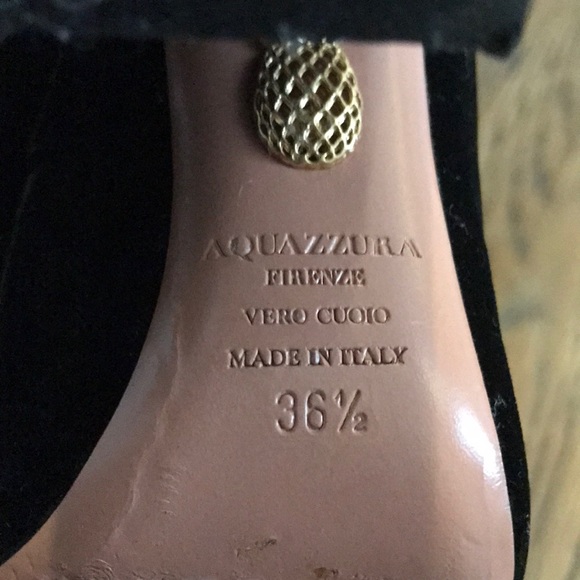 AQUAZZURA
FIRENZE
VERO CUOIO
MADE IN ITALY
36½